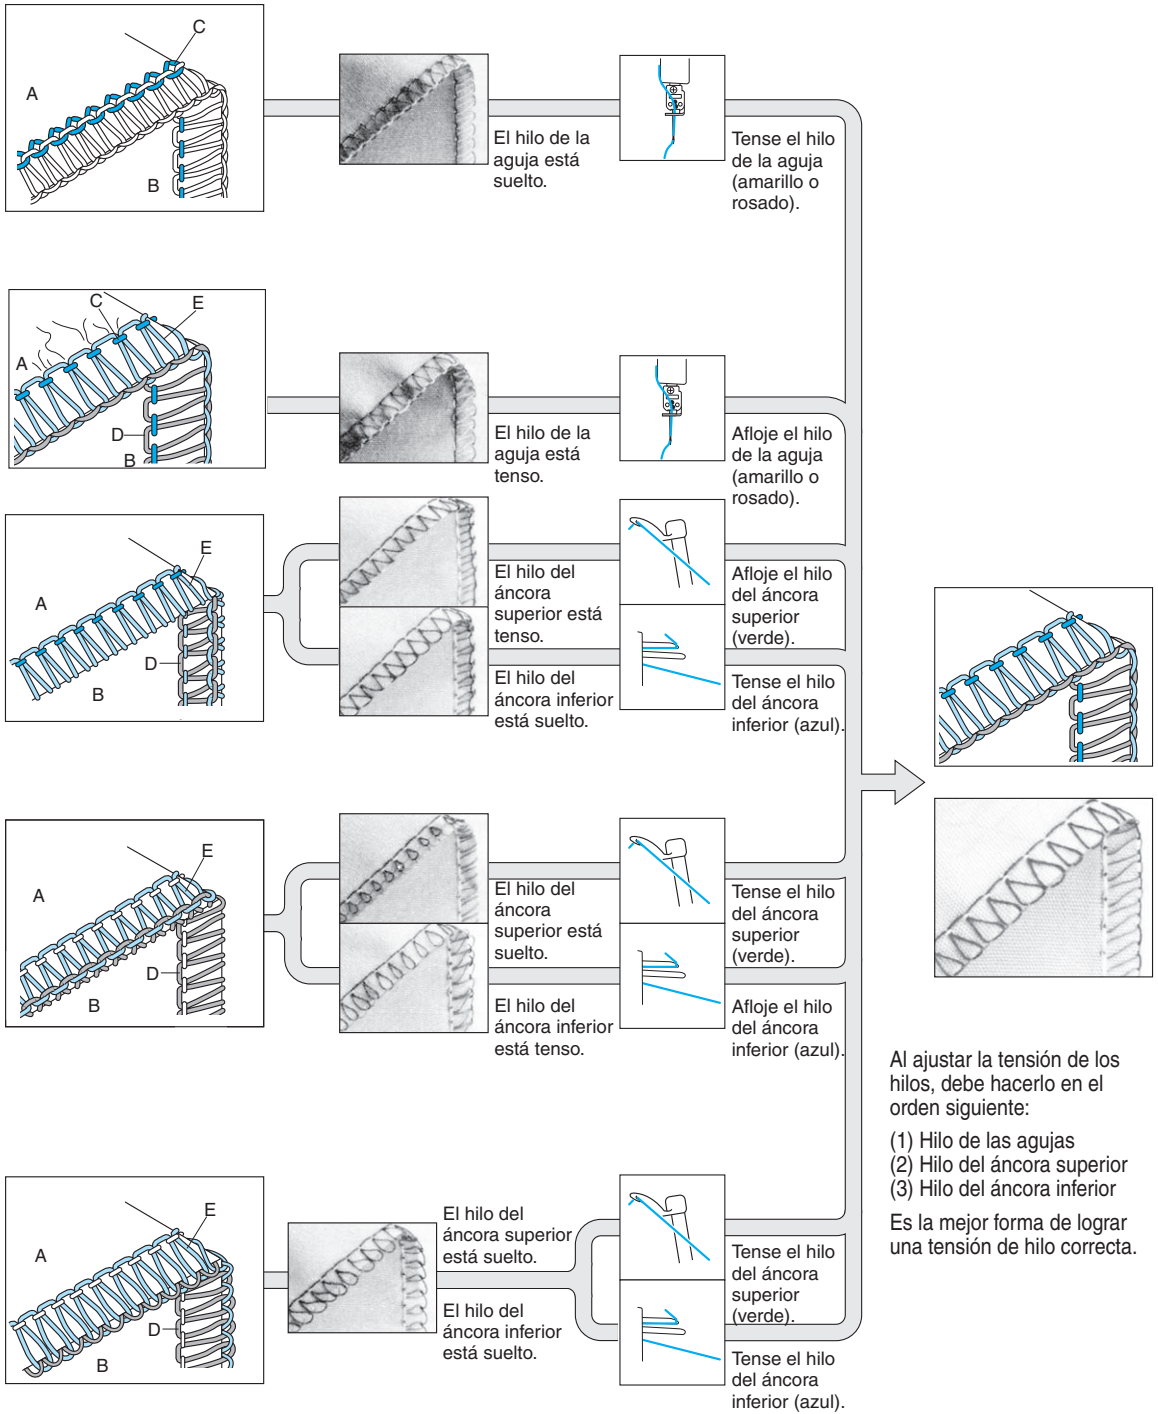 C
A
B
El hilo de la
aguja está
suelto.
Tense el hilo
de la aguja
(amarillo o
rosado).
C
E
A
D
B
El hilo de la
aguja está
tenso.
Afloje el hilo
de la aguja
(amarillo o
rosado).
E
A
D
B
El hilo del
áncora
superior está
tenso.
Afloje el hilo
del áncora
superior
(verde).
El hilo del
áncora inferior
está suelto.
Tense el hilo
del áncora
inferior (azul).
E
A
D
B
El hilo del
áncora
superior está
suelto.
Tense el hilo
del áncora
superior
(verde).
El hilo del
áncora inferior
está tenso.
Afloje el hilo
del áncora
inferior (azul).
E
A
D
B
El hilo del
áncora superior
está suelto.
El hilo del
áncora inferior
está suelto.
Tense el hilo
del áncora
superior
(verde).
Tense el hilo
del áncora
inferior (azul).
Al ajustar la tensión de los
hilos, debe hacerlo en el
orden siguiente:
(1) Hilo de las agujas
(2) Hilo del áncora superior
(3) Hilo del áncora inferior
Es la mejor forma de lograr
una tensión de hilo correcta.